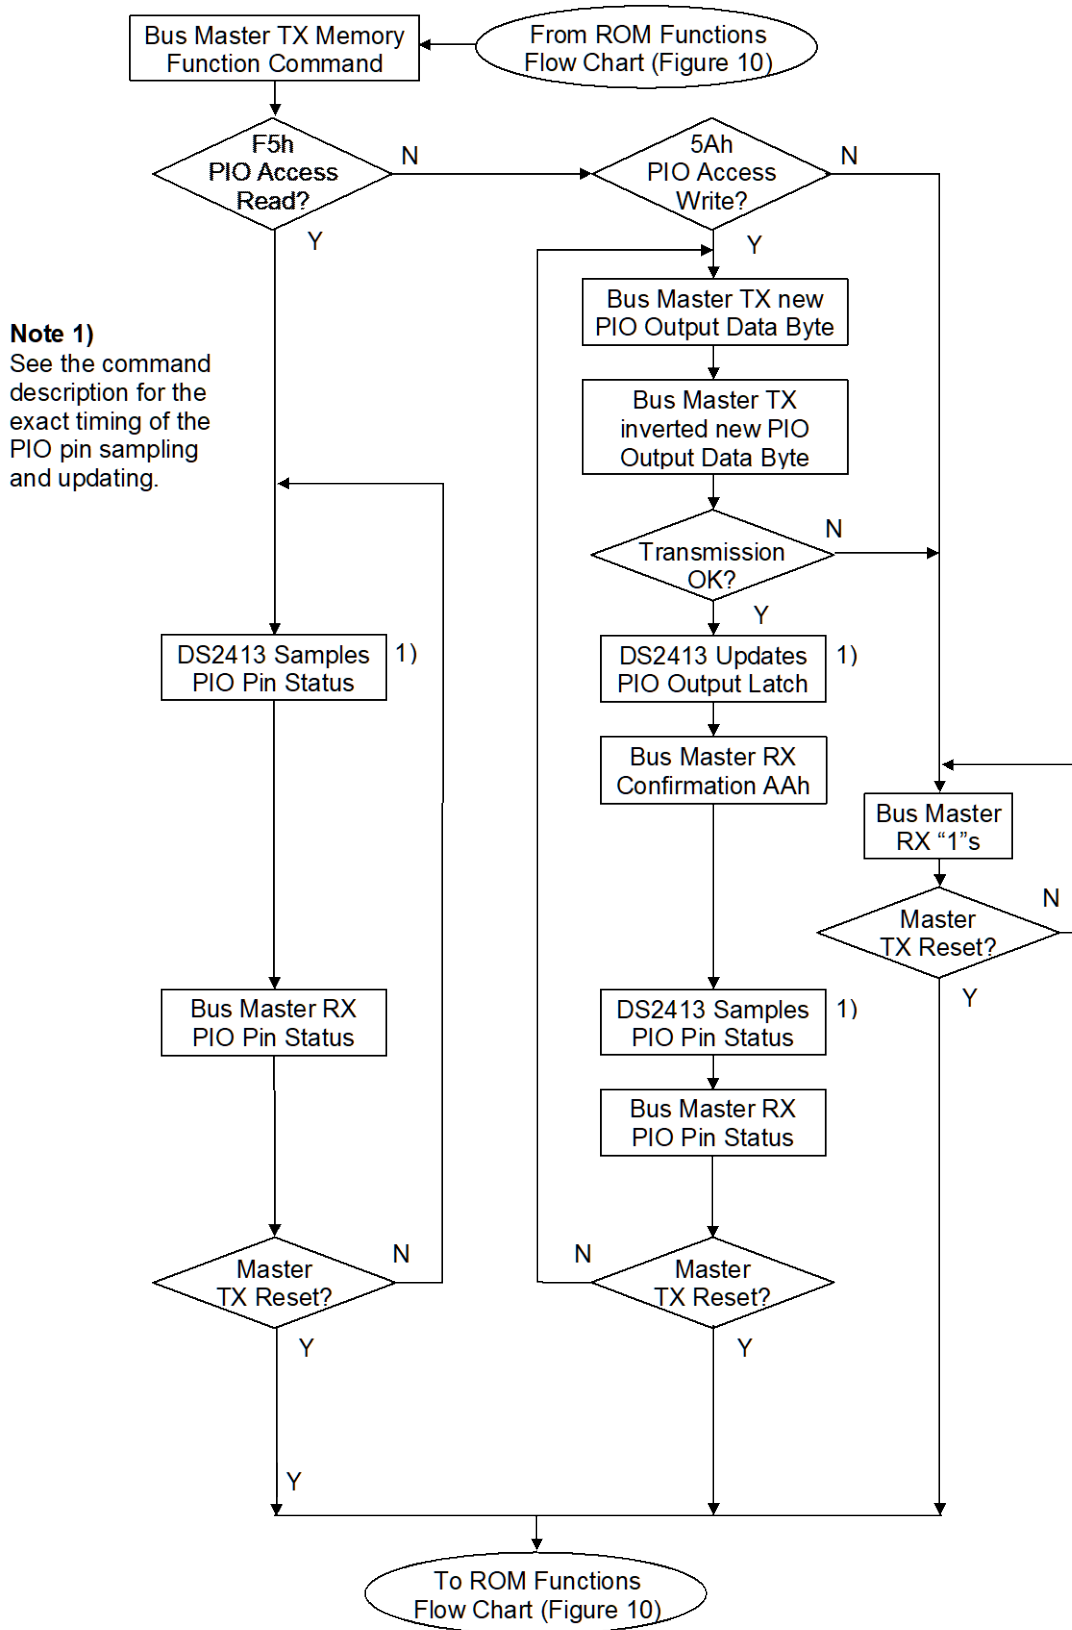 Bus Master TX Memory
Function Command
From ROM Functions
Flow Chart (Figure 10)
F5h
PIO Access
Read?
N
Y
5Ah
PIO Access
Write?
N
Y
Note 1)
See the command
description for the
exact timing of the
PIO pin sampling
and updating.
Bus Master TX new
PIO Output Data Byte
Bus Master TX
inverted new PIO
Output Data Byte
Transmission
OK?
N
Y
DS2413 Samples
PIO Pin Status
1)
DS2413 Updates
PIO Output Latch
1)
Bus Master RX
Confirmation AAh
Bus Master
RX “1”s
Master
TX Reset?
N
Y
Bus Master RX
PIO Pin Status
DS2413 Samples
PIO Pin Status
1)
Bus Master RX
PIO Pin Status
Master
TX Reset?
N
Y
N
Master
TX Reset?
Y
Y
To ROM Functions
Flow Chart (Figure 10)